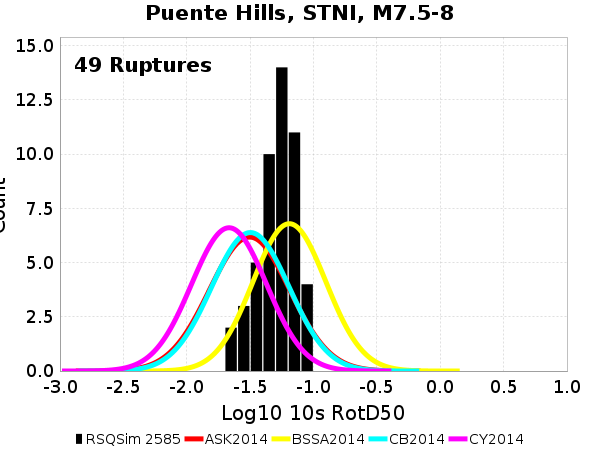 Puente Hills, STNI, M7.5-8
49 Ruptures
15.0
12.5
10.0
7.5
5.0
2.5
0.0
Count
-3.0 -2.5 -2.0 -1.5 -1.0 -0.5 0.0 0.5 1.0
Log10 10s RotD50
RSQSim 2585 ASK2014 BSSA2014 CB2014 CY2014